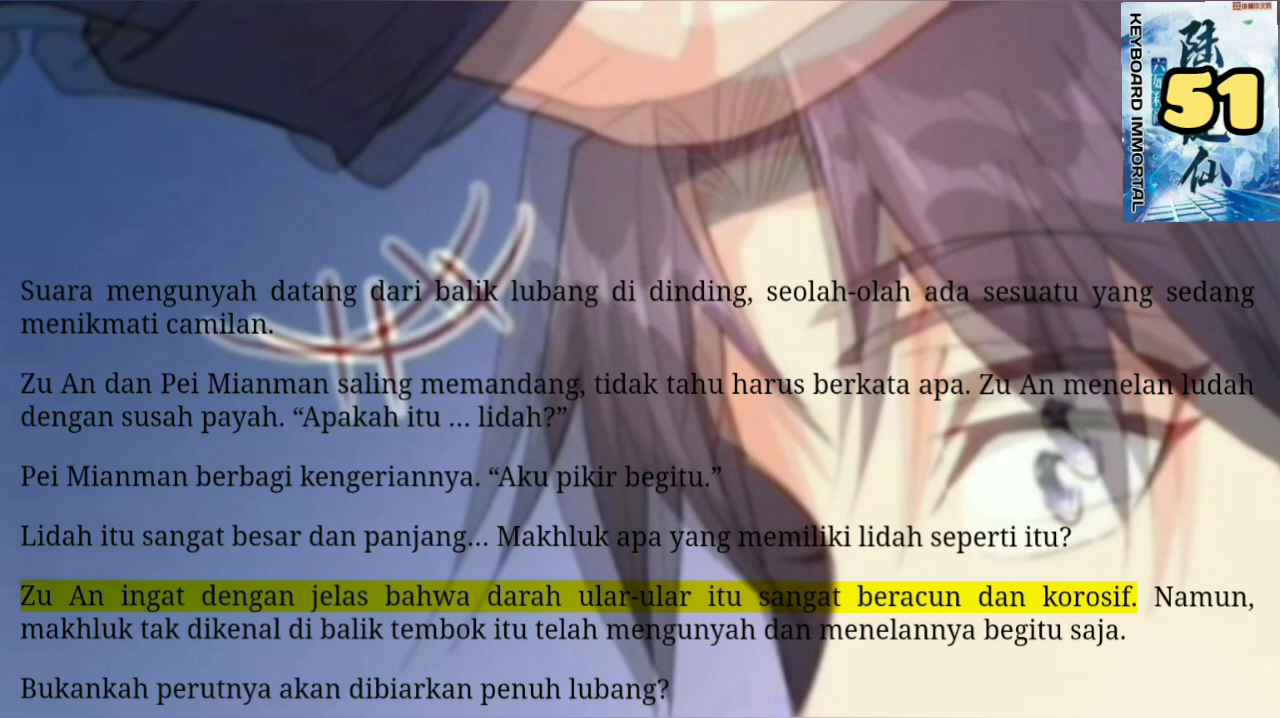 KEYBOARD IMMORTAL
51
Suara mengunyah datang dari balik lubang di dinding, seolah-olah ada sesuatu yang sedang
menikmati camilan.
Zu An dan Pei Mianman saling memandang, tidak tahu harus berkata apa. Zu An menelan ludah
dengan susah payah. “Apakah itu ... lidah?”
Pei Mianman berbagi kengeriannya. “Aku pikir begitu.”
Lidah itu sangat besar dan panjang... Makhluk apa yang memiliki lidah seperti itu?
Zu An ingat dengan jelas bahwa darah ular-ular itu sangat beracun dan korosif. Namun,
makhluk tak dikenal di balik tembok itu telah mengunyah dan menelannya begitu saja.
Bukankah perutnya akan dibiarkan penuh lubang?